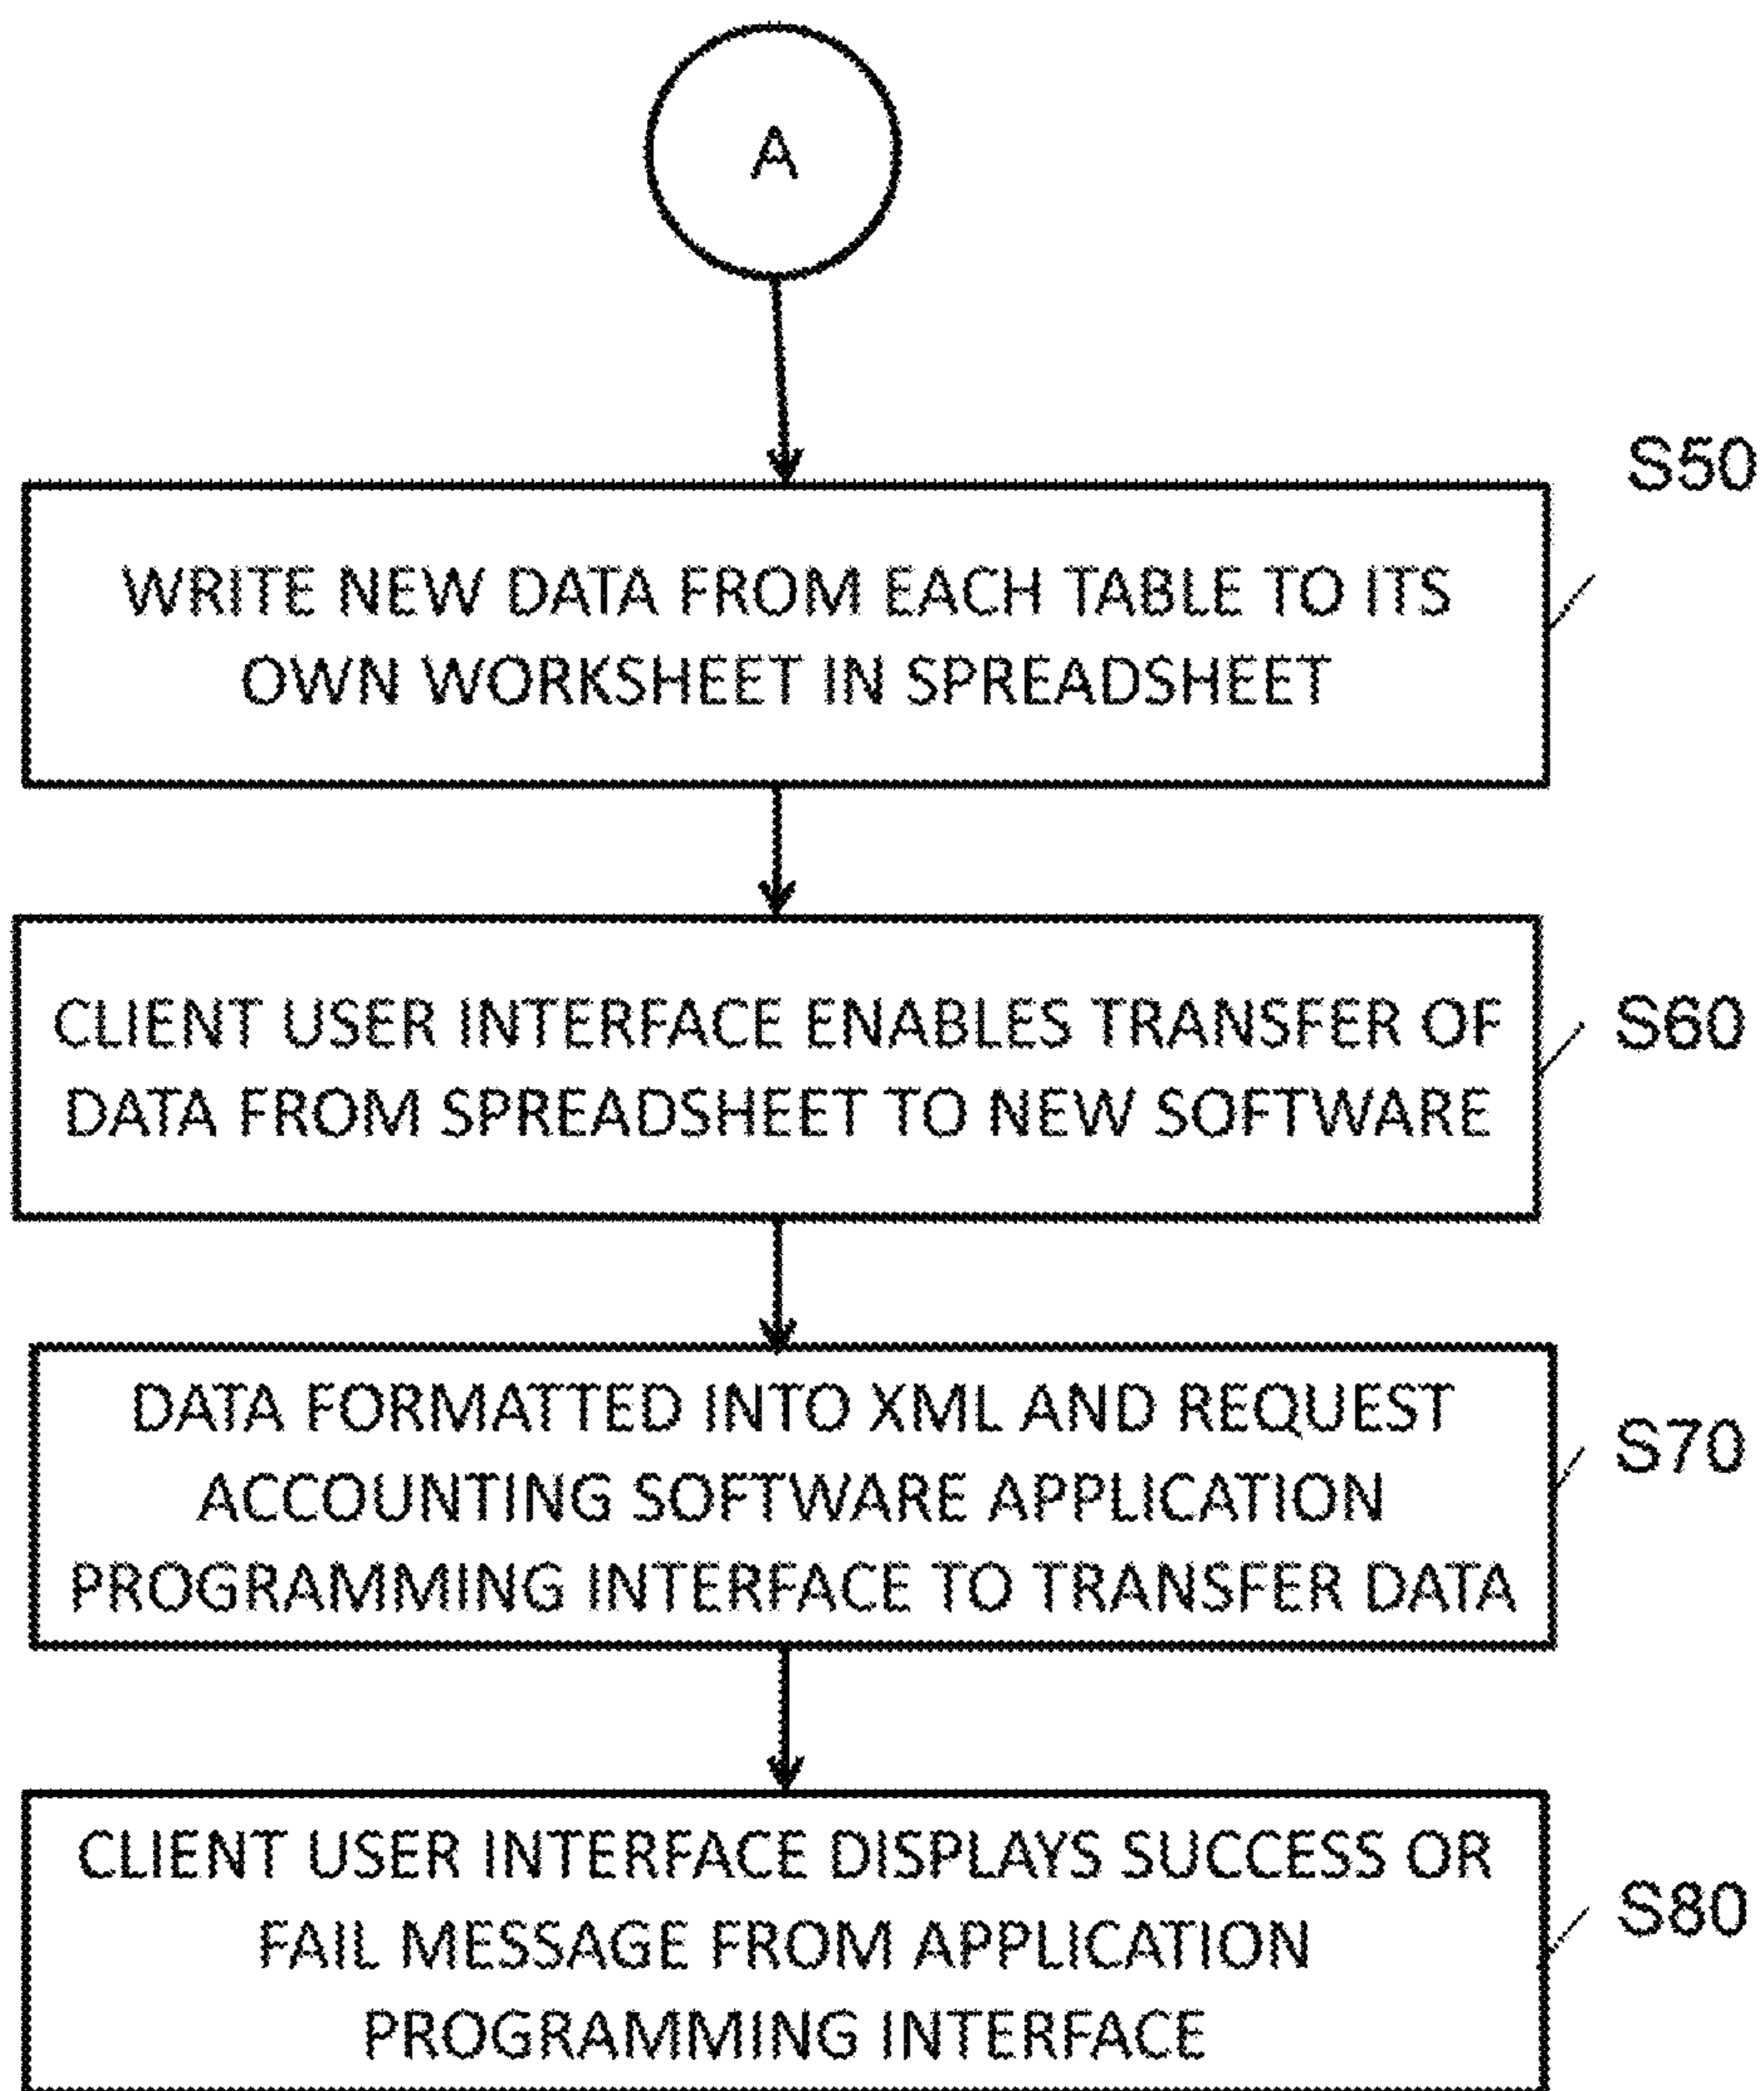 A
S50
WRITE NEW DATA FROM EACH TABLE TO ITS
OWN WORKSHEET IN SPREADSHEET
CLIENT USER INTERFACE ENABLES TRANSFER OF
DATA FROM SPREADSHEET TO NEW SOFTWARE
S60
DATA FORMATTED INTO XML AND REQUEST
ACCOUNTING SOFTWARE APPLICATION
PROGRAMMING INTERFACE TO TRANSFER DATA
S70
CLIENT USER INTERFACE DISPLAYS SUCCESS OR
FAIL MESSAGE FROM APPLICATION
PROGRAMMING INTERFACE
S80